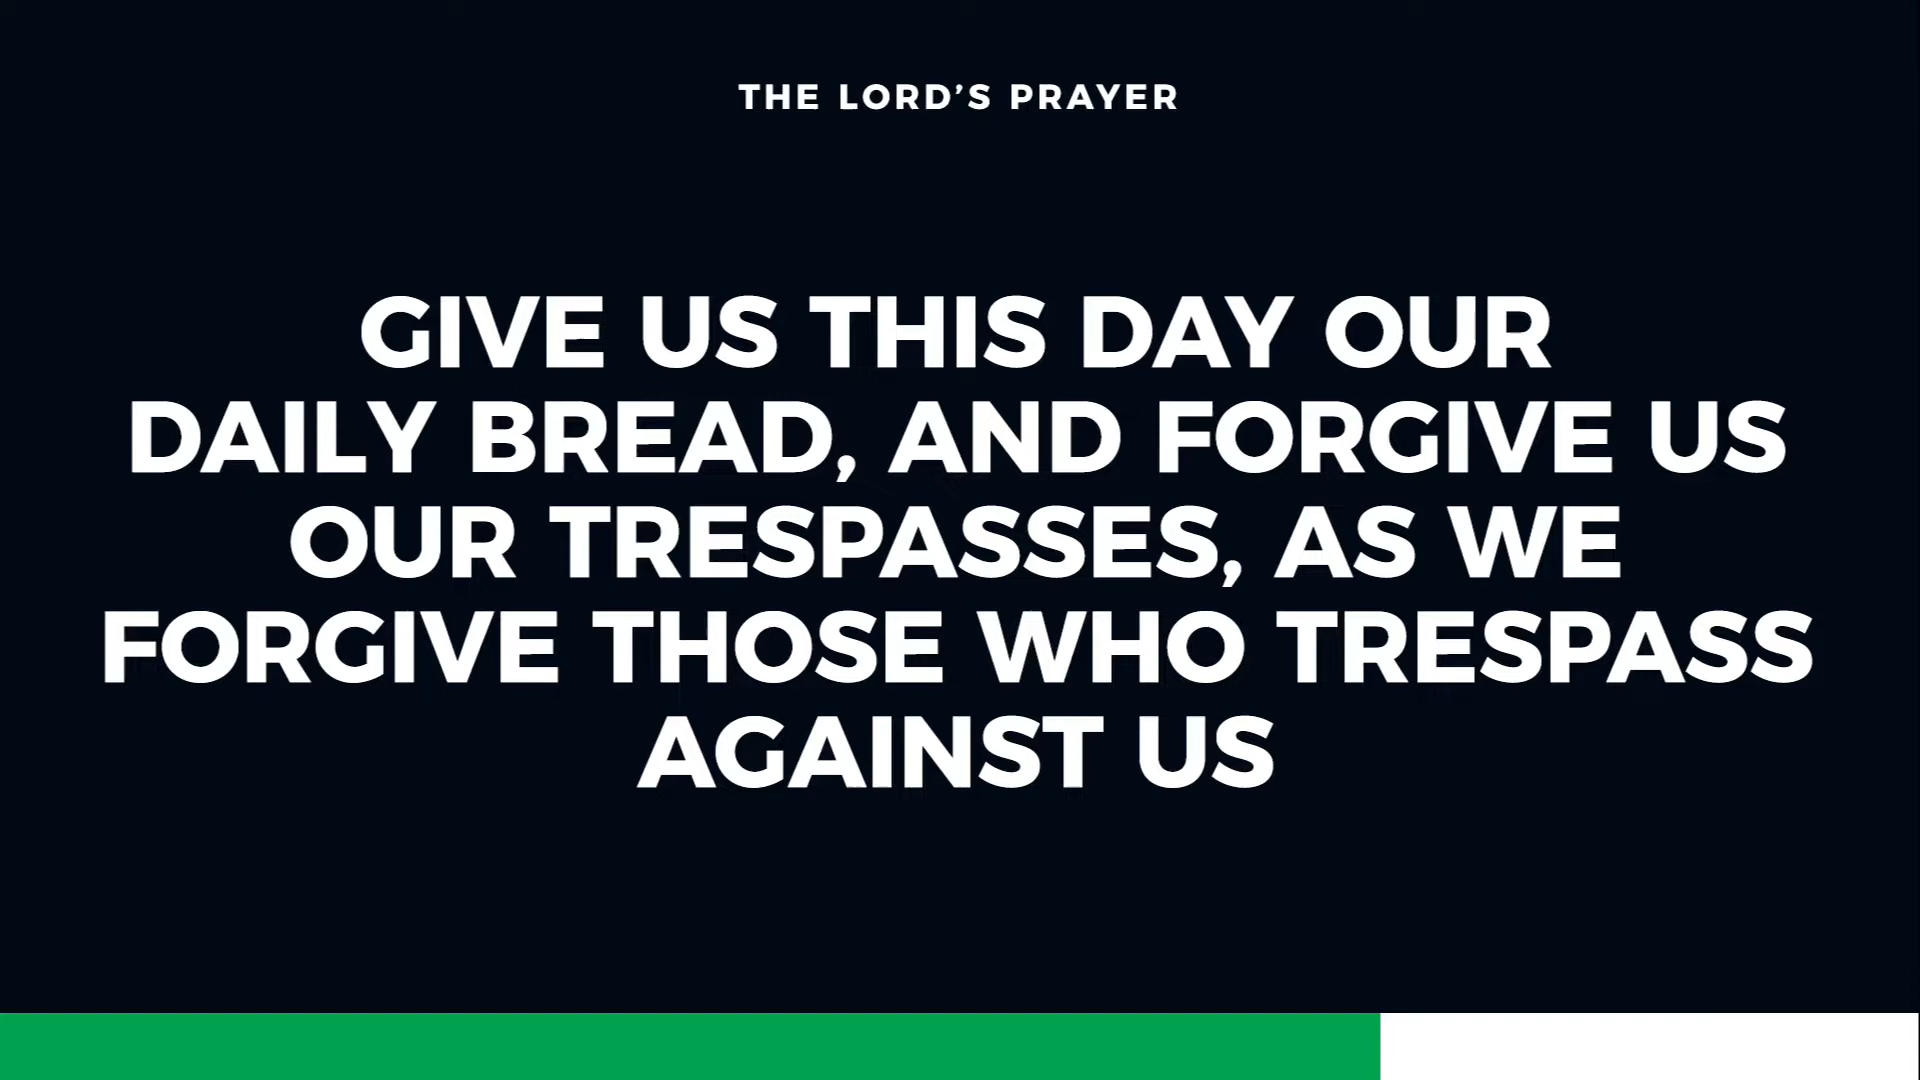 THE LORD’S PRAYER
GIVE US THIS DAY OUR
DAILY BREAD, AND FORGIVE US
OUR TRESPASSES, AS WE
FORGIVE THOSE WHO TRESPASS
AGAINST US